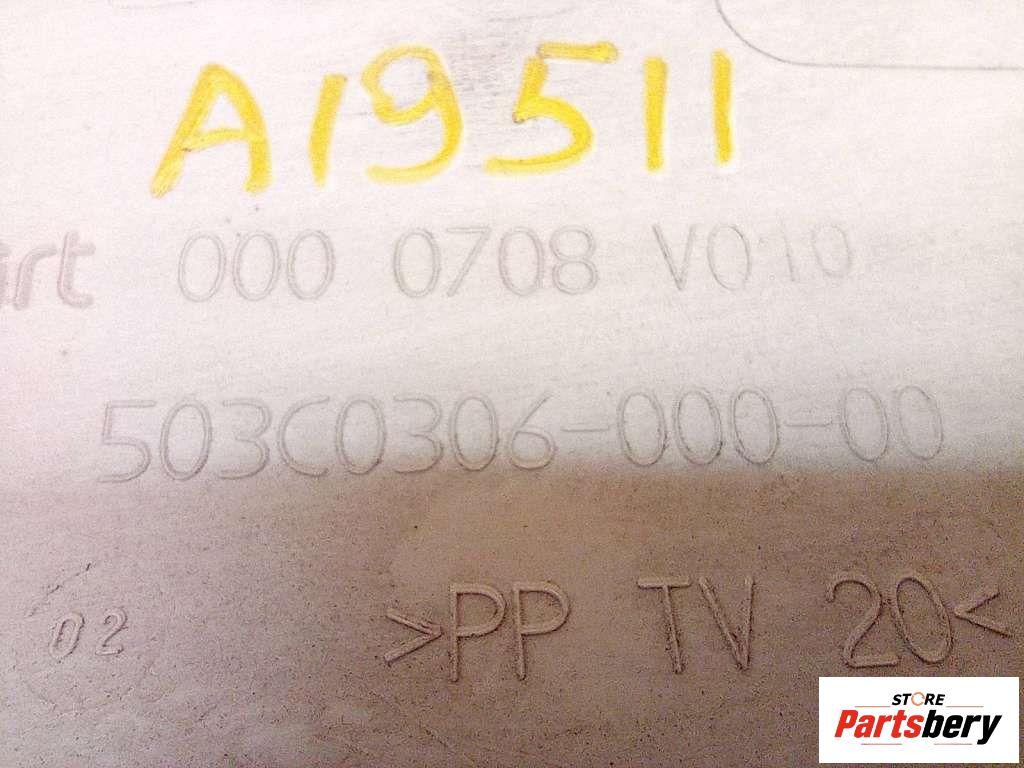 A19511
art 000 0708 V010
503C0306-000-00
02 >PP TV 20<
STORE
Partsbery